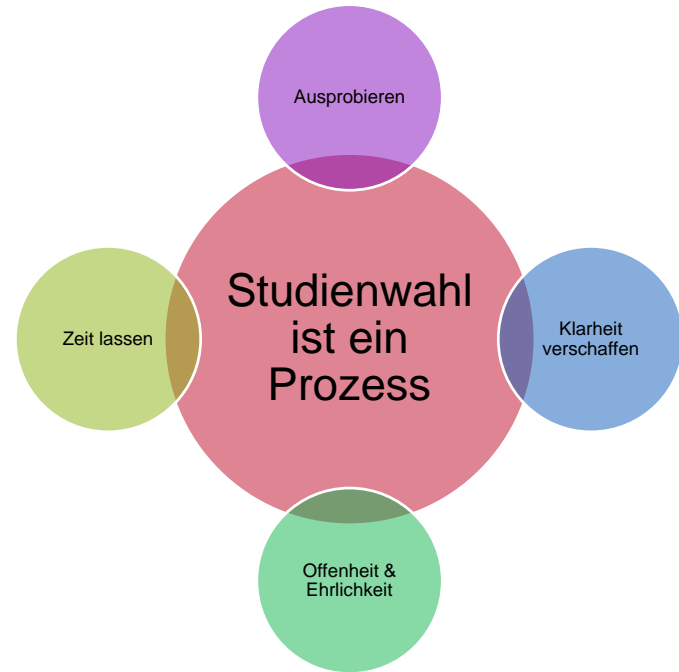 Ausprobieren
Studienwahl
ist ein
Prozess
Zeit lassen
Klarheit
verschaffen
Offenheit &
Ehrlichkeit